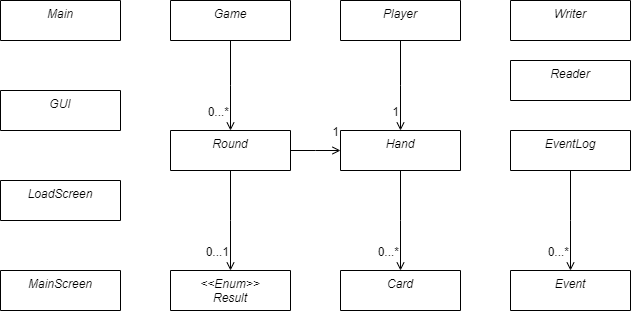 Main
Game
Player
Writer
Reader
GUI
0...*
1
1
Round
Hand
EventLog
LoadScreen
0...1
0...*
0...*
MainScreen
<<Enum>>
Result
Card
Event